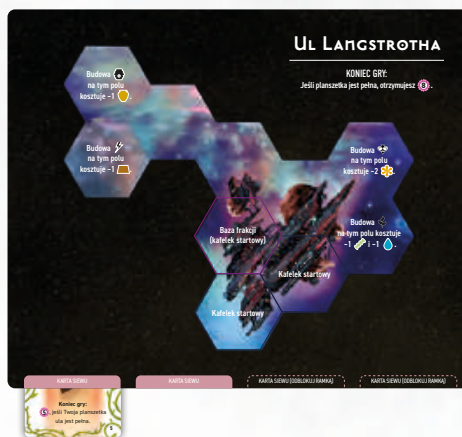 UL LANGSTROTHA
KONIEC GRY:
Jeśli planszetka jest pełna, otrzymujesz 8.
Budowa
na tym polu
kosztuje -1 .
Budowa
na tym polu
kosztuje -1 .
Budowa
na tym polu
kosztuje -2 .
Budowa
na tym polu kosztuje
-1 i -1 .
Baza frakcji
(kafelek startowy)
Kafelek startowy
Kafelek startowy
KARTA SIEWU
KARTA SIEWU
KARTA SIEWU (ODBLOKUJ RAMKĄ)
KARTA SIEWU (ODBLOKUJ RAMKĄ)
Koniec gry:
, jeśli Twoja planszetka
ula jest pełna.